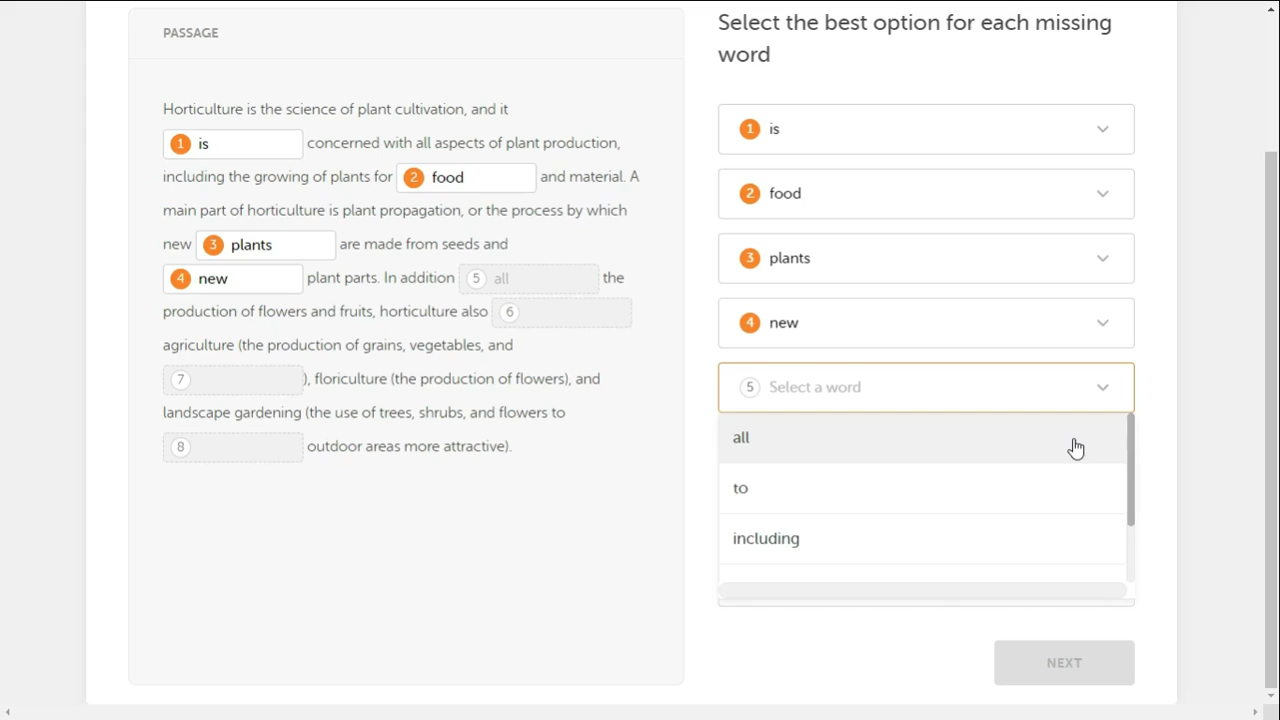 PASSAGE
Horticulture is the science of plant cultivation, and it
1 is concerned with all aspects of plant production,
including the growing of plants for 2 food and material. A
main part of horticulture is plant propagation, or the process by which
new 3 plants are made from seeds and
4 new plant parts. In addition 5 all the
production of flowers and fruits, horticulture also 6
agriculture (the production of grains, vegetables, and
7 ), floriculture (the production of flowers), and
landscape gardening (the use of trees, shrubs, and flowers to
8 outdoor areas more attractive).
Select the best option for each missing
word
1 is
2 food
3 plants
4 new
5 Select a word
all
to
including
NEXT